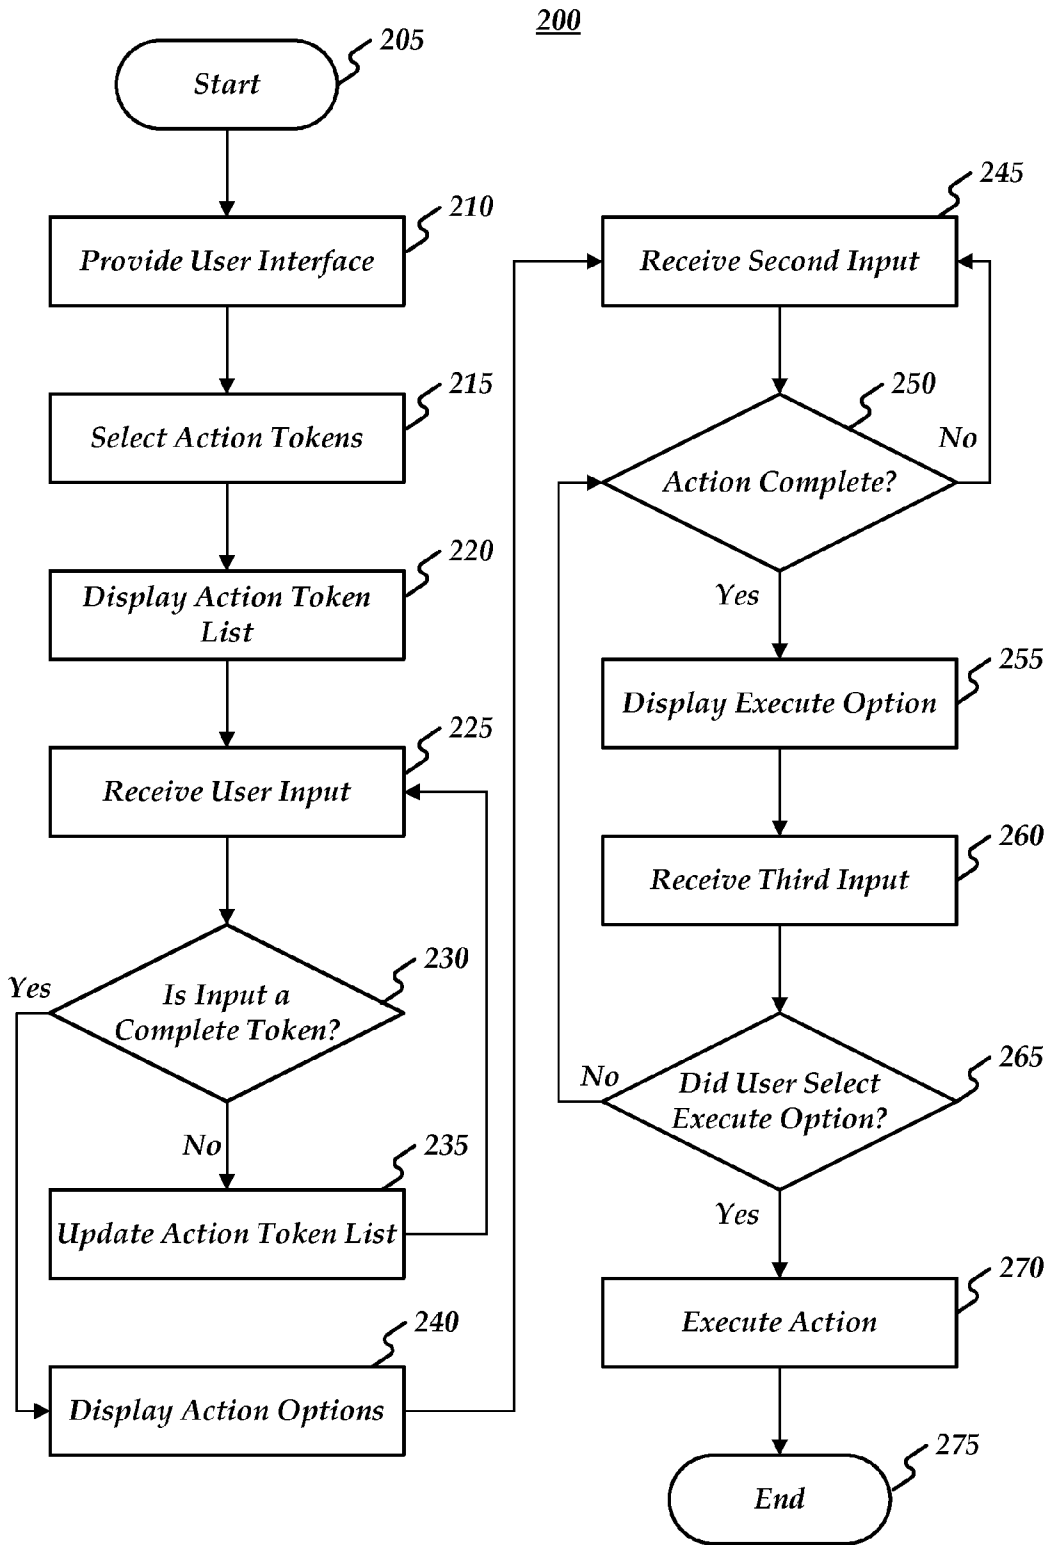 200
205
Start
210
Provide User Interface
215
Select Action Tokens
220
Display Action Token
List
225
Receive User Input
230
Yes
Is Input a
Complete Token?
No
235
Update Action Token List
240
Display Action Options
245
Receive Second Input
250
No
Action Complete?
Yes
255
Display Execute Option
260
Receive Third Input
265
No
Did User Select
Execute Option?
Yes
270
Execute Action
275
End